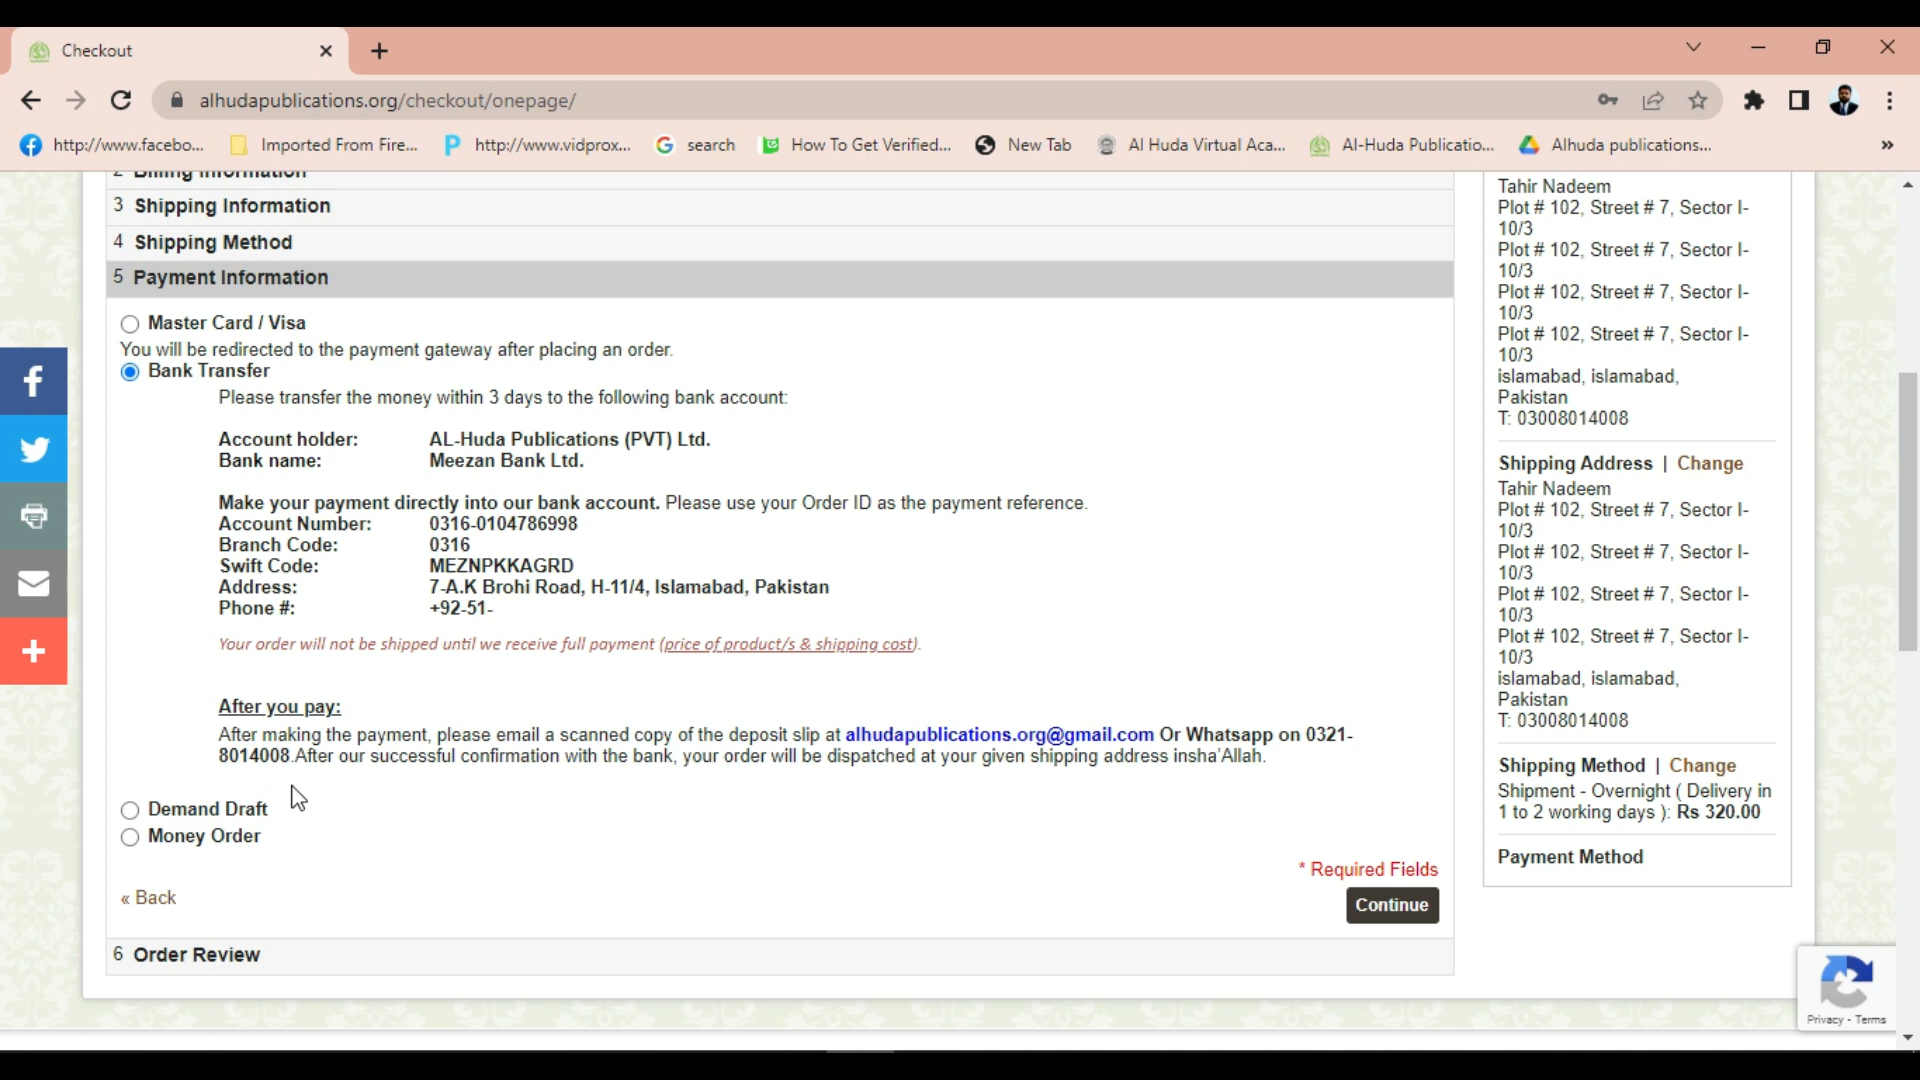 Checkout
alhudapublications.org/checkout/onepage/
http://www.facebo...
Imported From Fire...
http://www.vidprox...
search
How To Get Verified...
New Tab
Al Huda Virtual Aca...
Al-Huda Publicatio...
Alhuda publications...
»
2 Billing Information
3 Shipping Information
4 Shipping Method
5 Payment Information
Master Card / Visa
You will be redirected to the payment gateway after placing an order.
Bank Transfer
Please transfer the money within 3 days to the following bank account:
Account holder: AL-Huda Publications (PVT) Ltd.
Bank name: Meezan Bank Ltd.
Make your payment directly into our bank account. Please use your Order ID as the payment reference.
Account Number: 0316-0104786998
Branch Code: 0316
Swift Code: MEZNPKKAGRD
Address: 7-A.K Brohi Road, H-11/4, Islamabad, Pakistan
Phone #: +92-51-
Your order will not be shipped until we receive full payment (price of product/s & shipping cost).
After you pay:
After making the payment, please email a scanned copy of the deposit slip at alhudapublications.org@gmail.com Or Whatsapp on 0321-
8014008.After our successful confirmation with the bank, your order will be dispatched at your given shipping address insha'Allah.
Demand Draft
Money Order
* Required Fields
« Back
Continue
6 Order Review
Tahir Nadeem
Plot # 102, Street # 7, Sector I-
10/3
Plot # 102, Street # 7, Sector I-
10/3
Plot # 102, Street # 7, Sector I-
10/3
Plot # 102, Street # 7, Sector I-
10/3
islamabad, islamabad,
Pakistan
T: 03008014008
Shipping Address | Change
Tahir Nadeem
Plot # 102, Street # 7, Sector I-
10/3
Plot # 102, Street # 7, Sector I-
10/3
Plot # 102, Street # 7, Sector I-
10/3
Plot # 102, Street # 7, Sector I-
10/3
islamabad, islamabad,
Pakistan
T: 03008014008
Shipping Method | Change
Shipment - Overnight ( Delivery in
1 to 2 working days ): Rs 320.00
Payment Method
Privacy - Terms